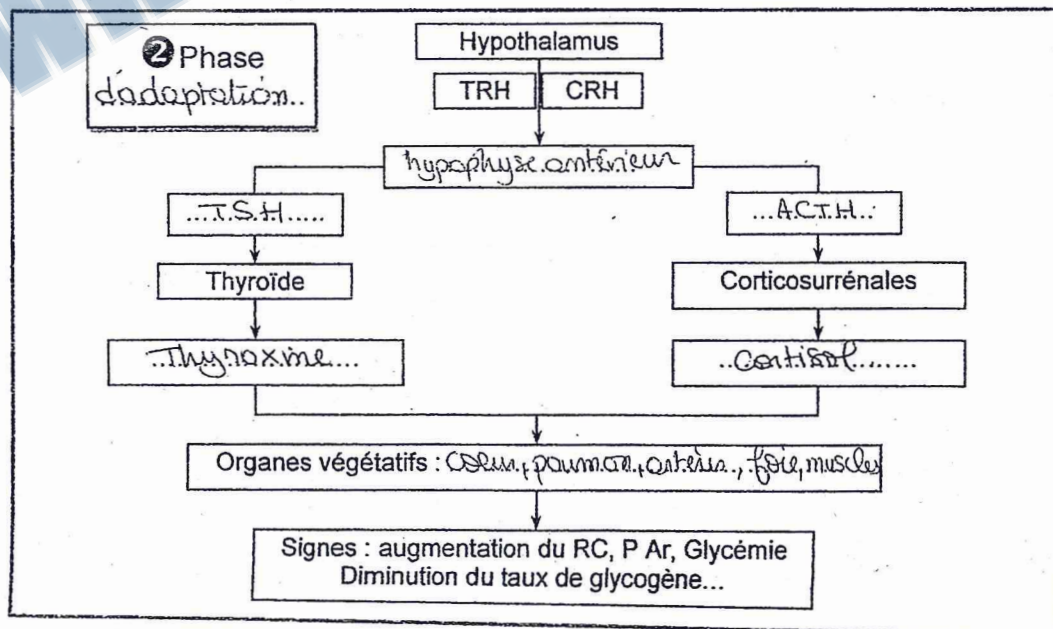 ❷ Phase
d'adaptation..
Hypothalamus
TRH CRH
hypophyse antérieur
...T.S.H..... ...A.C.T.H..
Thyroïde Corticosurrénales
..Thyroxine... ..Cortisol........
Organes végétatifs : Coeur, poumon, artères, foie, muscles
Signes : augmentation du RC, P Ar, Glycémie
Diminution du taux de glycogène...